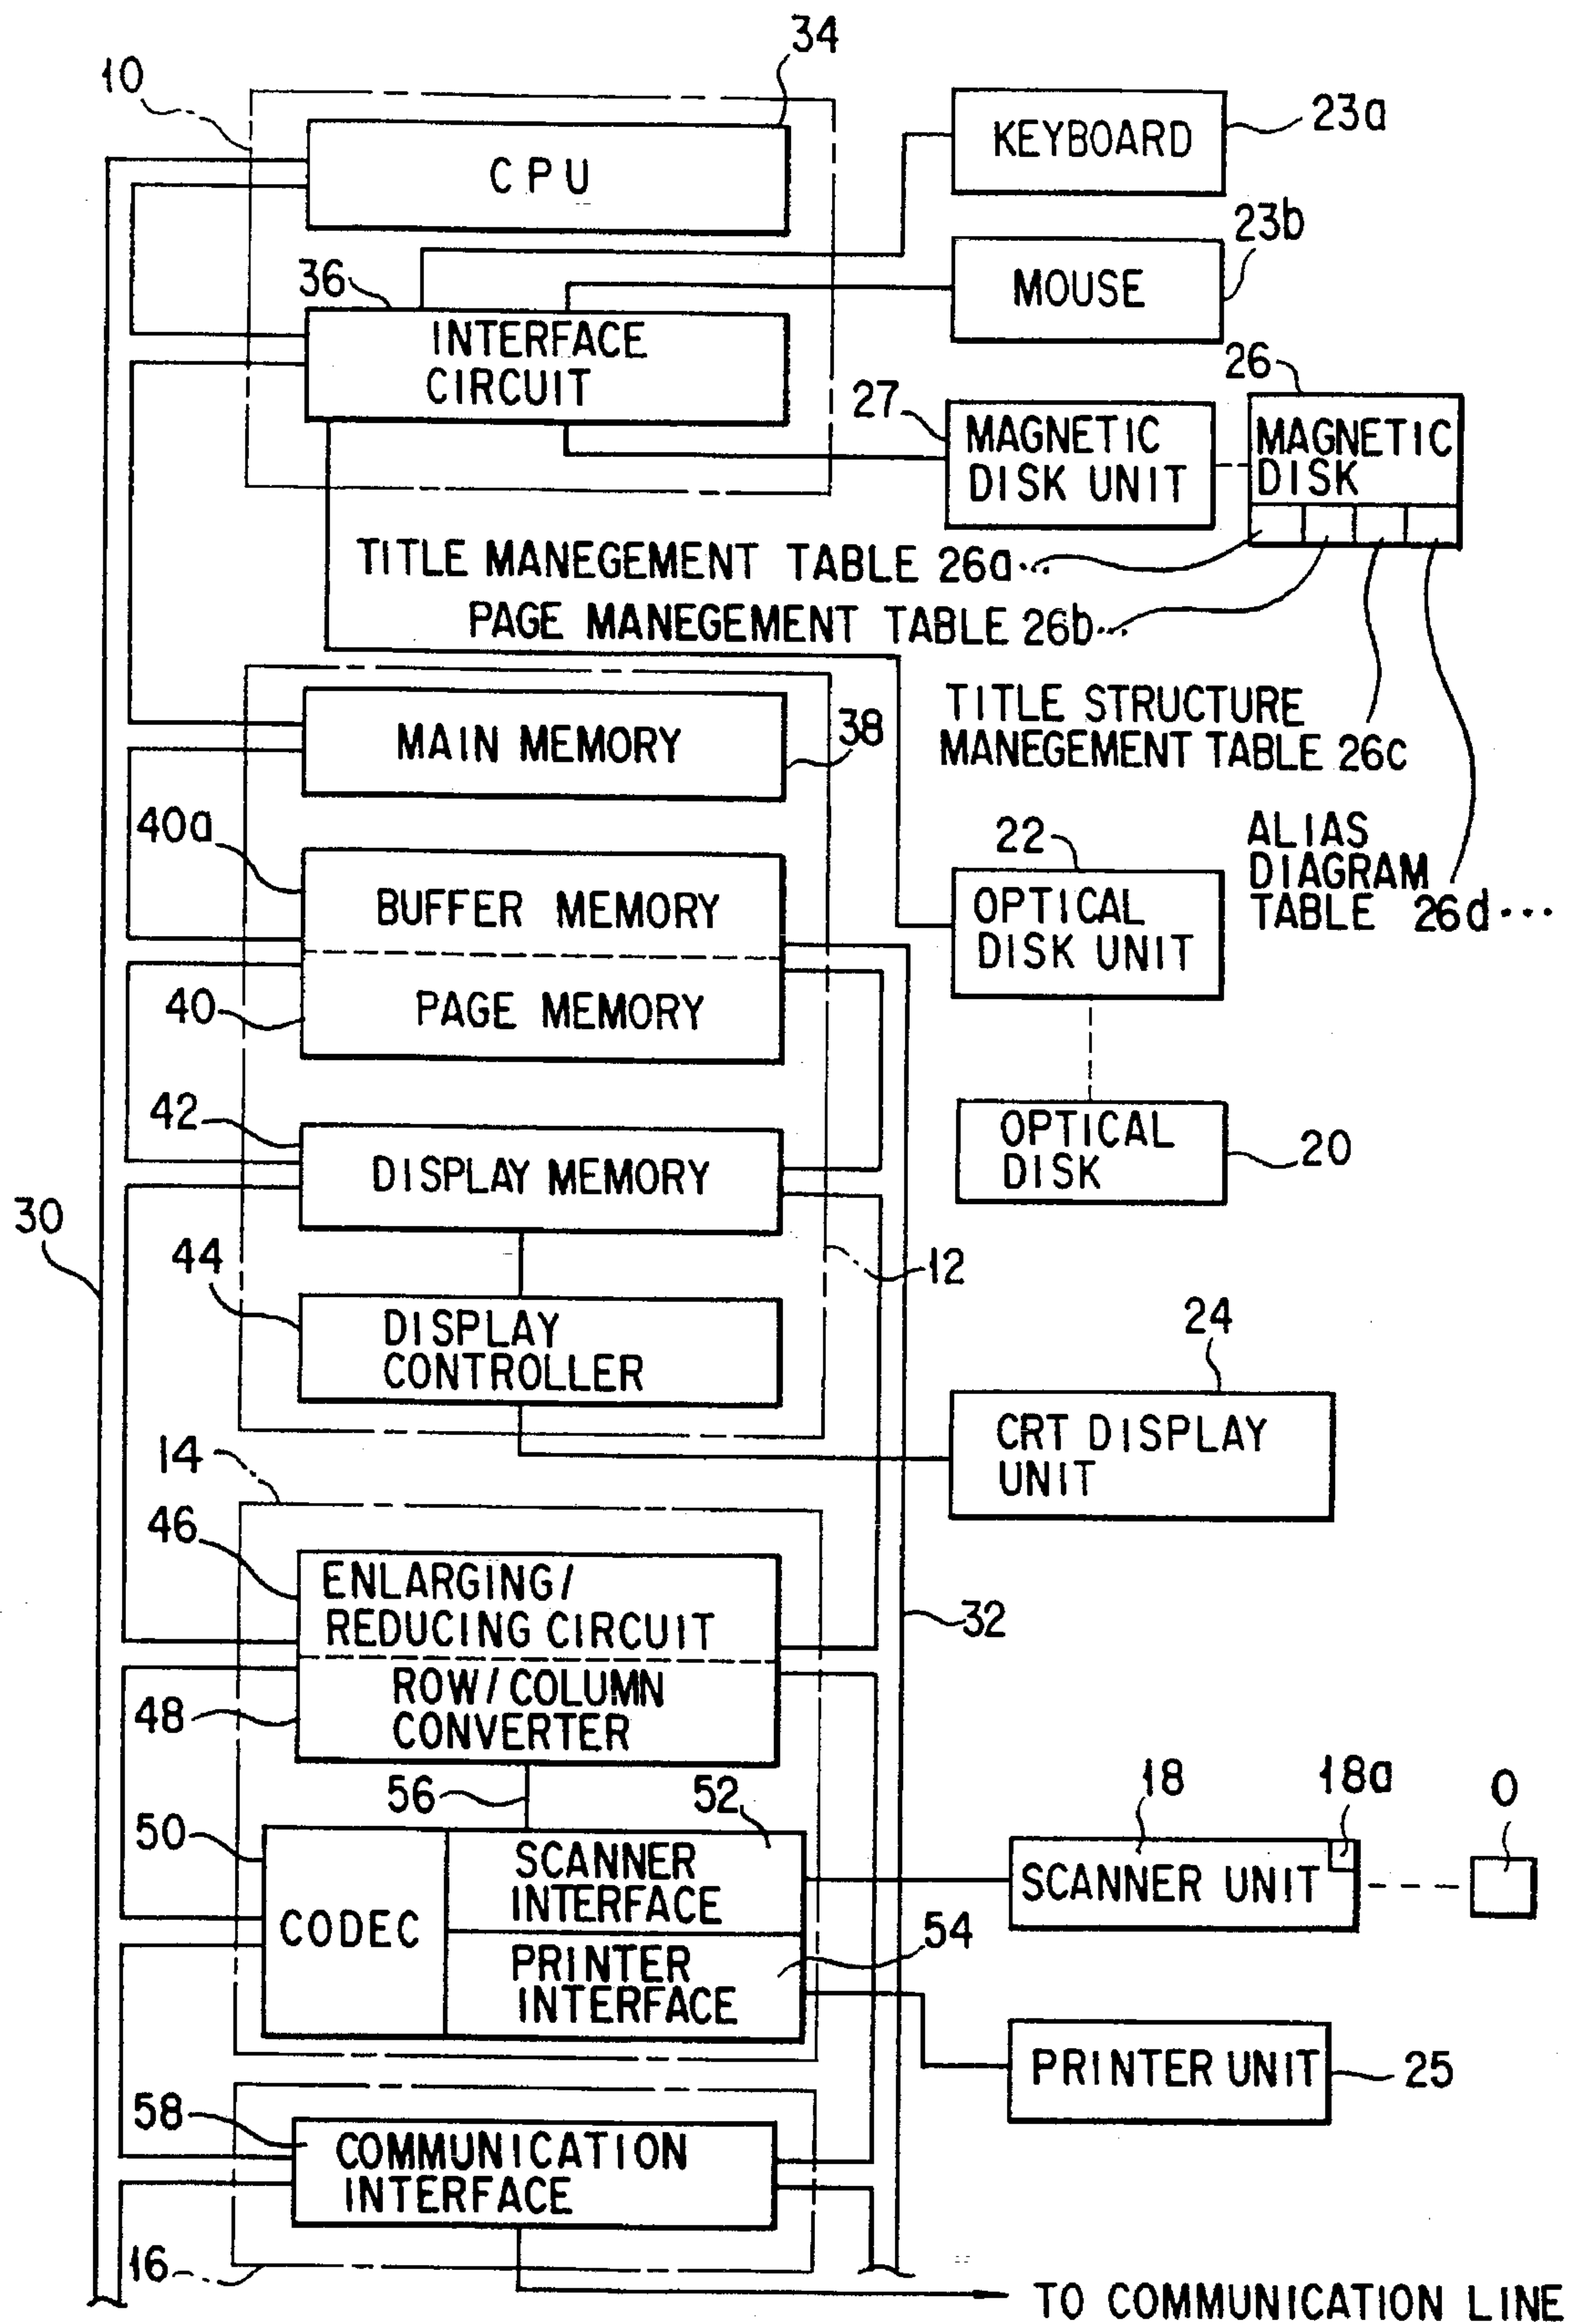 34
10
CPU
KEYBOARD
23a
23b
MOUSE
36
INTERFACE
CIRCUIT
26
27
MAGNETIC
DISK UNIT
MAGNETIC
DISK
TITLE MANEGEMENT TABLE 26a...
PAGE MANEGEMENT TABLE 26b...
TITLE STRUCTURE
MANEGEMENT TABLE 26c
MAIN MEMORY
38
40a
ALIAS
DIAGRAM
TABLE 26d...
22
OPTICAL
DISK UNIT
BUFFER MEMORY
40
PAGE MEMORY
42
OPTICAL
DISK
20
DISPLAY MEMORY
30
44
12
DISPLAY
CONTROLLER
24
CRT DISPLAY
UNIT
14
46
ENLARGING/
REDUCING CIRCUIT
32
48
ROW/COLUMN
CONVERTER
56
52
18
18a
O
50
SCANNER
INTERFACE
SCANNER UNIT
CODEC
54
PRINTER
INTERFACE
PRINTER UNIT
25
58
COMMUNICATION
INTERFACE
16
TO COMMUNICATION LINE